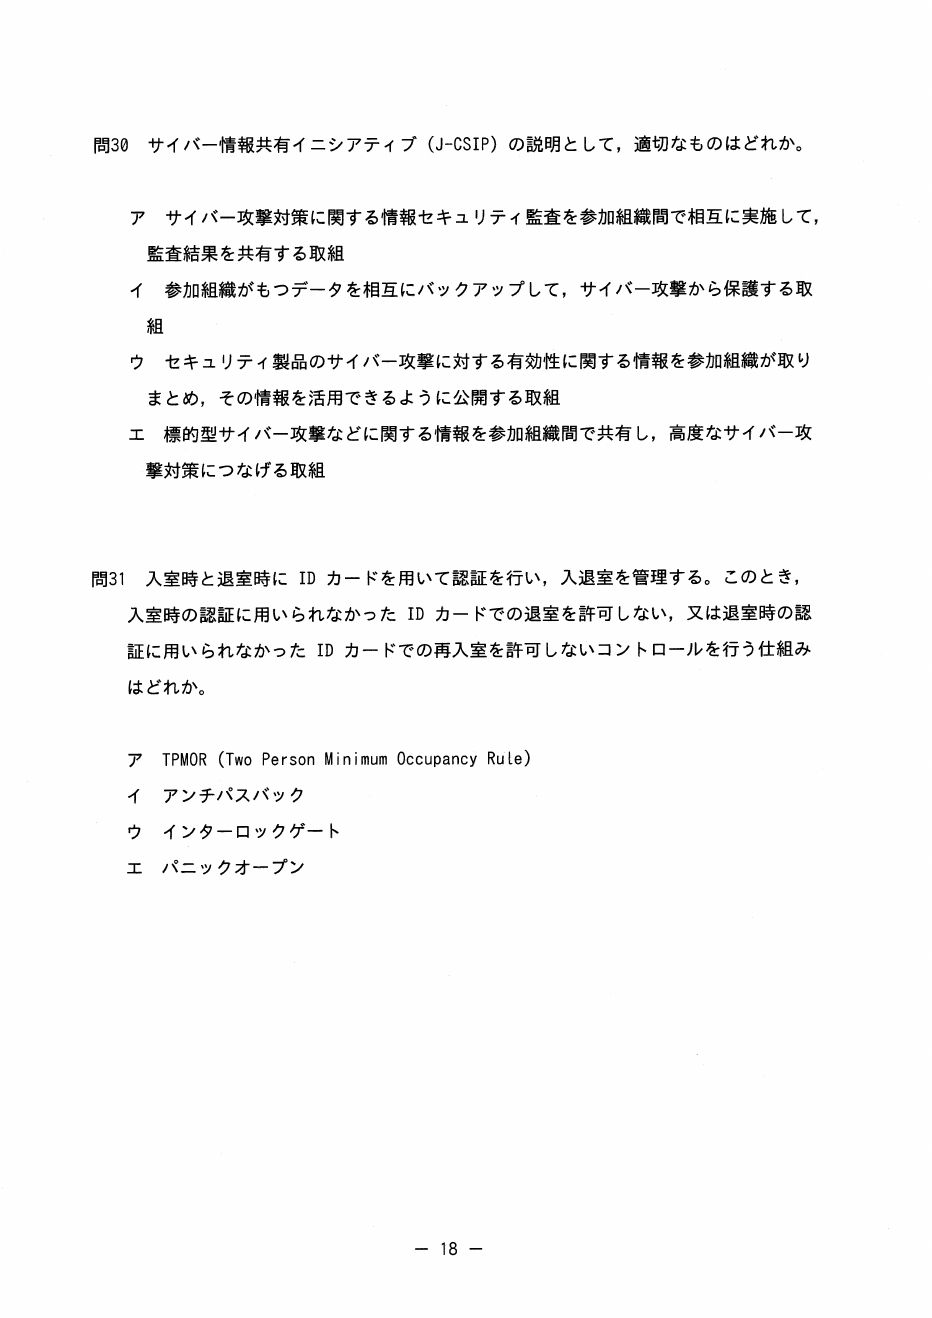 問30　サイバー情報共有イニシアティブ（J-CSIP）の説明として，適切なものはどれか。
ア　サイバー攻撃対策に関する情報セキュリティ監査を参加組織間で相互に実施して，
監査結果を共有する取組
イ　参加組織がもつデータを相互にバックアップして，サイバー攻撃から保護する取
組
ウ　セキュリティ製品のサイバー攻撃に対する有効性に関する情報を参加組織が取り
まとめ，その情報を活用できるように公開する取組
エ　標的型サイバー攻撃などに関する情報を参加組織間で共有し，高度なサイバー攻
撃対策につなげる取組
問31　入室時と退室時に ID カードを用いて認証を行い，入退室を管理する。このとき，
入室時の認証に用いられなかった ID カードでの退室を許可しない，又は退室時の認
証に用いられなかった ID カードでの再入室を許可しないコントロールを行う仕組み
はどれか。
ア　TPMOR (Two Person Minimum Occupancy Rule)
イ　アンチパスバック
ウ　インターロックゲート
エ　パニックオープン
― 18 ―